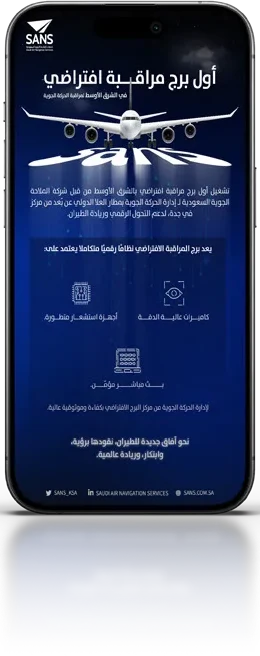 SANS
أول برج مراقبة افتراضي
في الشرق الأوسط لمراقبة الحركة الجوية
sans
تشغيل أول برج مراقبة افتراضي بالشرق الأوسط من قبل شركة الملاحة
الجوية السعودية لـ إدارة الحركة الجوية بمطار العلا الدولي عن بُعد من مركز
في جدة، لدعم التحول الرقمي وريادة الطيران.
يعد برج المراقبة الافتراضي نظامًا رقميًا متكاملًا يعتمد على:
كاميرات عالية الدقة
أجهزة استشعار متطورة.
بث مباشر مؤمّن.
لإدارة الحركة الجوية من مركز البرج الافتراضي بكفاءة وموثوقية عالية.
نحو آفاق جديدة للطيران، نقودها برؤية،
وابتكار، وريادة عالمية.
SANS_KSA
SAUDI AIR NAVIGATION SERVICES
SANS.COM.SA